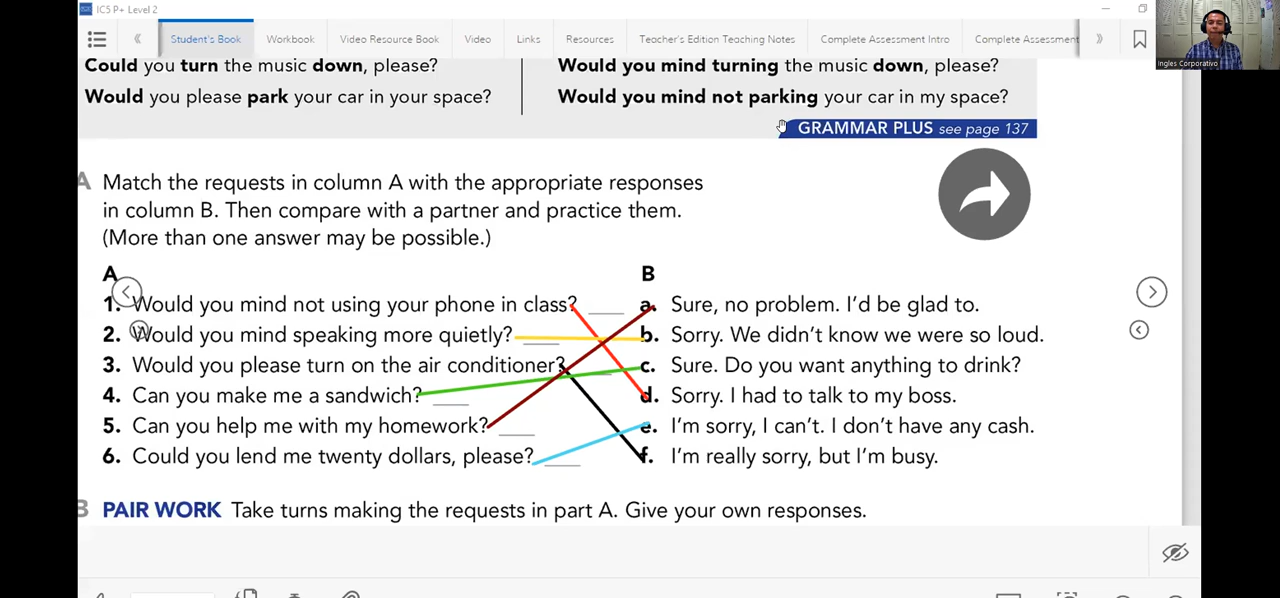 IC5 P+ Level 2
Student's Book Workbook Video Resource Book Video Links Resources Teacher's Edition Teaching Notes Complete Assessment Intro Complete Assessment
Ingles Corporativo
Could you turn the music down, please? Would you mind turning the music down, please?
Would you please park your car in your space? Would you mind not parking your car in my space?
GRAMMAR PLUS see page 137
A Match the requests in column A with the appropriate responses
in column B. Then compare with a partner and practice them.
(More than one answer may be possible.)
A B
1. Would you mind not using your phone in class? ____ a. Sure, no problem. I'd be glad to.
2. Would you mind speaking more quietly? ____ b. Sorry. We didn't know we were so loud.
3. Would you please turn on the air conditioner? ____ c. Sure. Do you want anything to drink?
4. Can you make me a sandwich? ____ d. Sorry. I had to talk to my boss.
5. Can you help me with my homework? ____ e. I'm sorry, I can't. I don't have any cash.
6. Could you lend me twenty dollars, please? ____ f. I'm really sorry, but I'm busy.
B PAIR WORK Take turns making the requests in part A. Give your own responses.